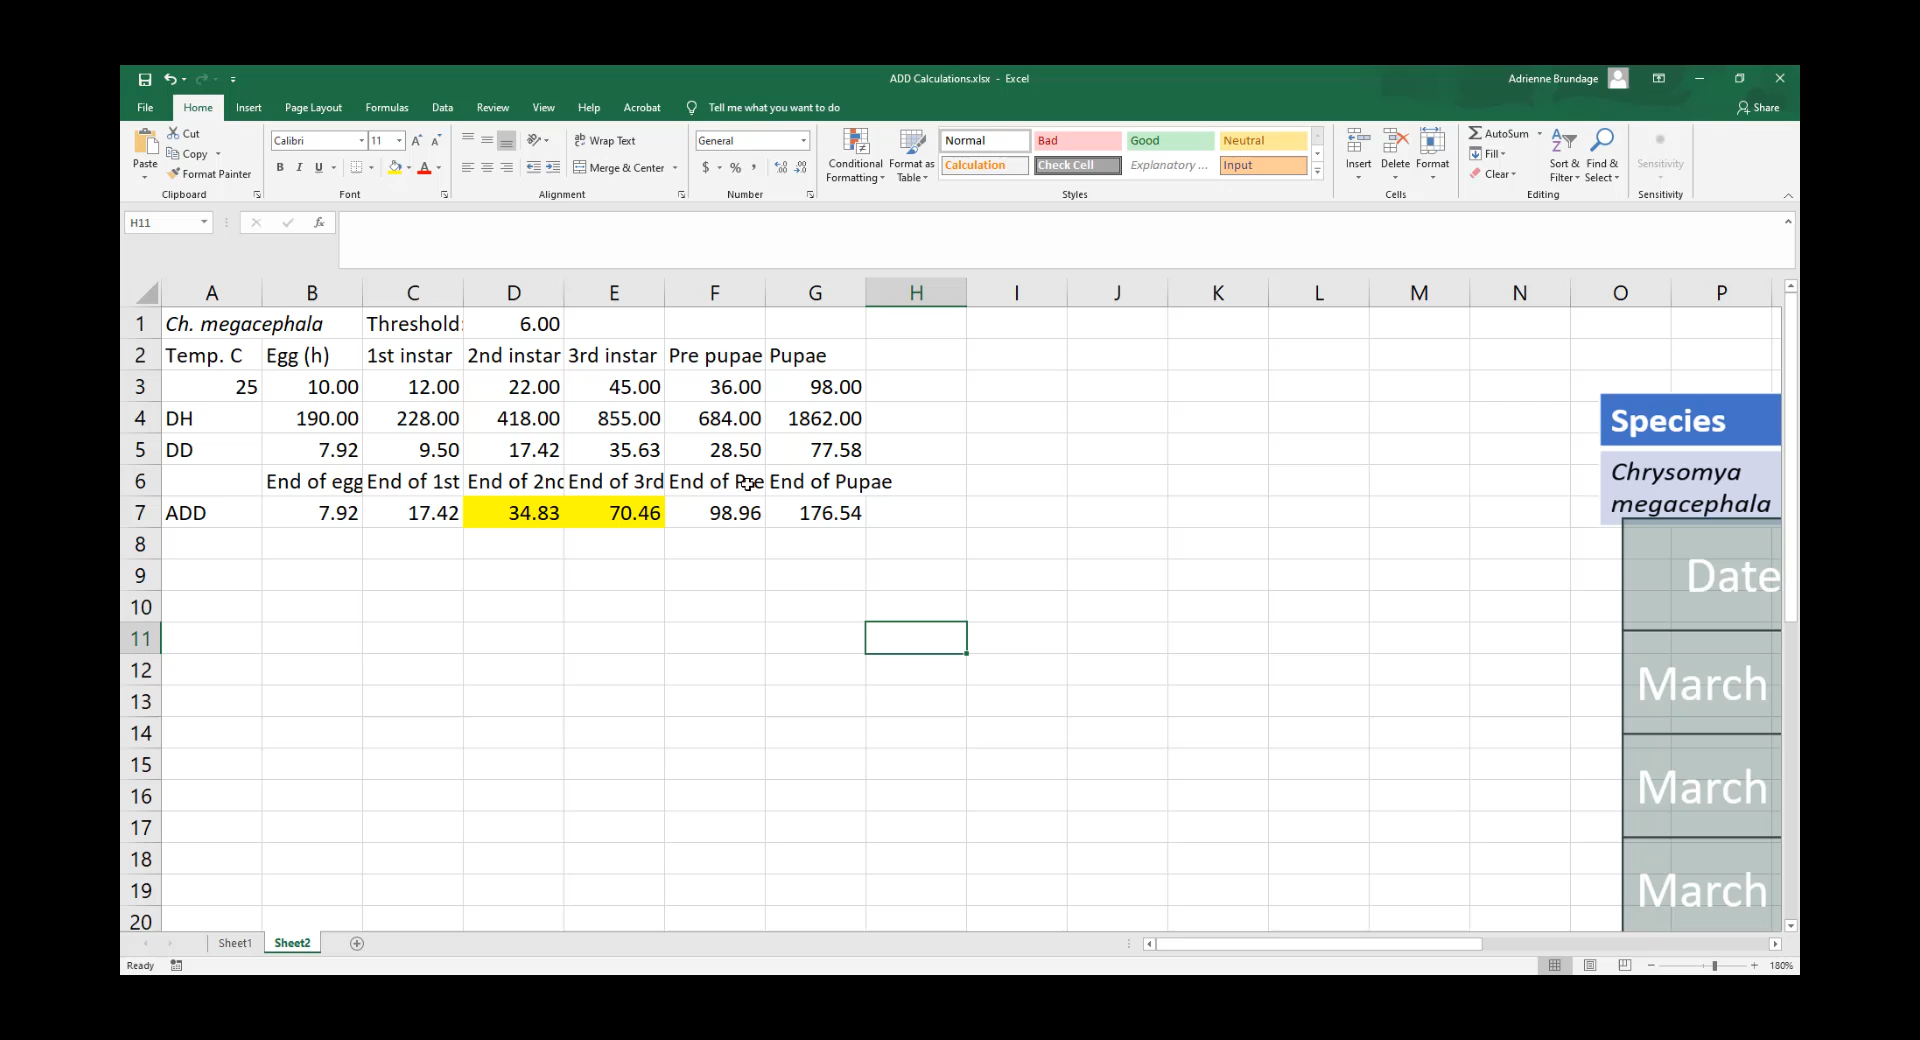 ADD Calculations.xlsx - Excel
Adrienne Brundage
File Home Insert Page Layout Formulas Data Review View Help Acrobat Tell me what you want to do
Share
Paste
Cut
Copy
Format Painter
Clipboard
Calibri 11 A A
B I U A
Font
ab Wrap Text
Merge & Center
Alignment
General
$ % ,
Number
Conditional Formatting
Format as Table
Normal Bad Good Neutral
Calculation Check Cell Explanatory ... Input
Styles
Insert Delete Format
Cells
AutoSum
Fill
Clear
Sort & Filter
Find & Select
Editing
Sensitivity
Sensitivity
H11 fx
A B C D E F G H I J K L M N O P
1 Ch. megacephala Threshold: 6.00
2 Temp. C Egg (h) 1st instar 2nd instar 3rd instar Pre pupae Pupae
3 25 10.00 12.00 22.00 45.00 36.00 98.00
4 DH 190.00 228.00 418.00 855.00 684.00 1862.00
5 DD 7.92 9.50 17.42 35.63 28.50 77.58
6 End of egg End of 1st End of 2nd End of 3rd End of Pre End of Pupae
7 ADD 7.92 17.42 34.83 70.46 98.96 176.54
8
9
10
11
12
13
14
15
16
17
18
19
20
Species
Chrysomya
megacephala
Date
March
March
March
Sheet1 Sheet2
Ready
180%